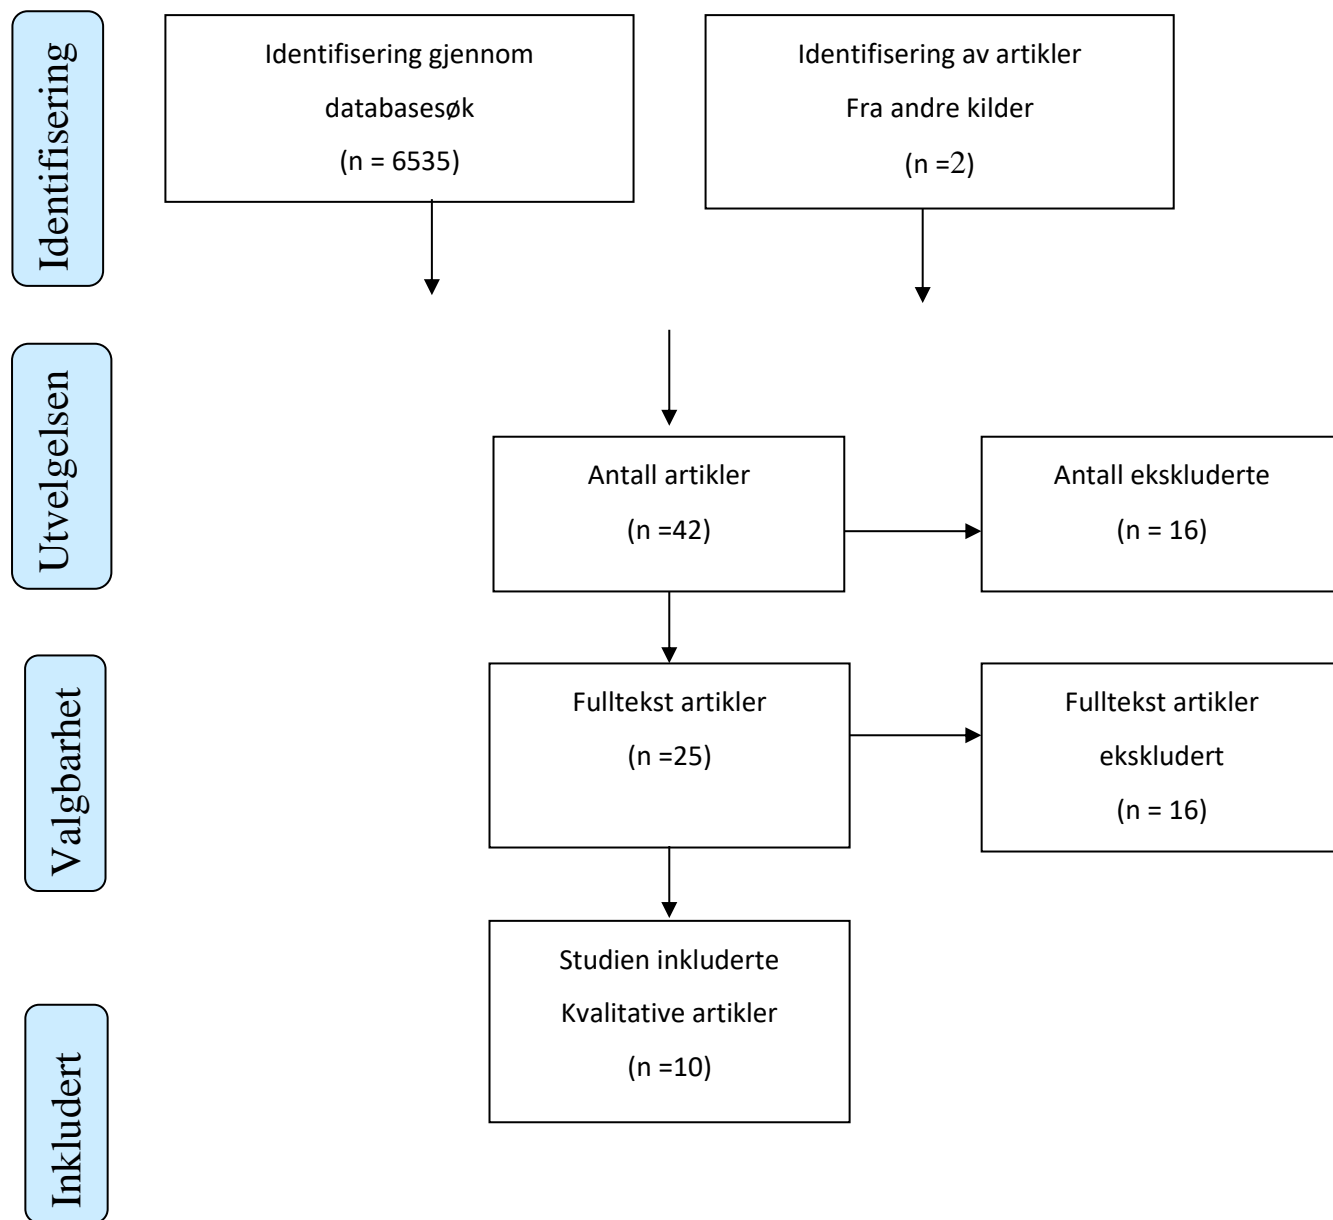 Identifisering
Identifisering gjennom
databasesøk
(n = 6535)
Identifisering av artikler
Fra andre kilder
(n =2)
Utvelgelsen
Antall artikler
(n =42)
Antall ekskluderte
(n = 16)
Valgbarhet
Fulltekst artikler
(n =25)
Fulltekst artikler
ekskludert
(n = 16)
Inkludert
Studien inkluderte
Kvalitative artikler
(n =10)